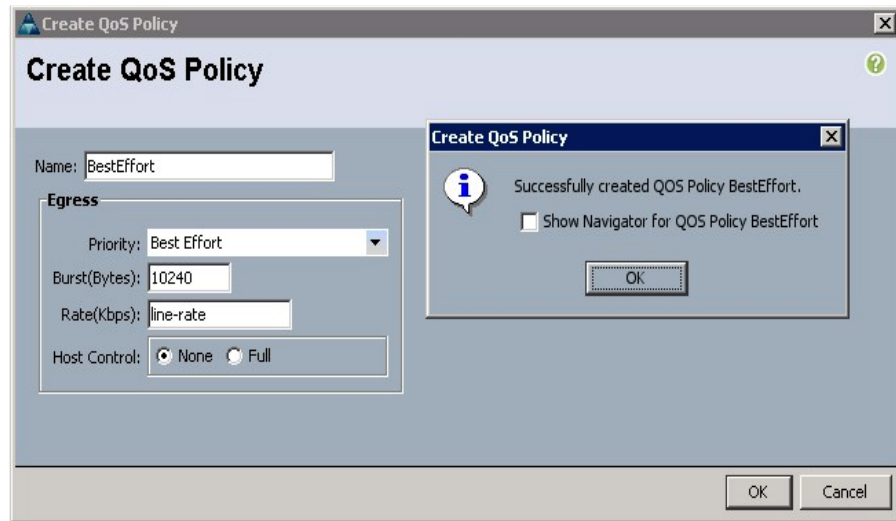 Create QoS Policy
Create QoS Policy
Name: BestEffort
Egress
Priority: Best Effort
Burst(Bytes): 10240
Rate(Kbps): line-rate
Host Control: None Full
Create QoS Policy
Successfully created QOS Policy BestEffort.
Show Navigator for QOS Policy BestEffort
OK
OK Cancel